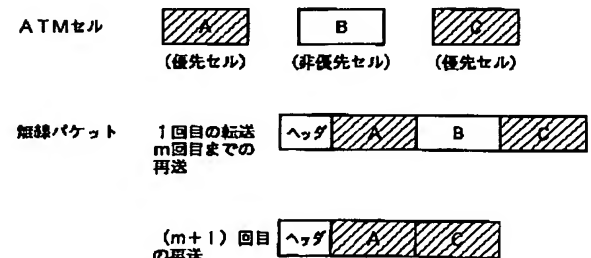 ATMセル A B C
(優先セル) (非優先セル) (優先セル)
無線パケット 1回目の転送 ヘッダ A B C
m回目までの
再送
(m+1)回目 ヘッダ A C
の再送